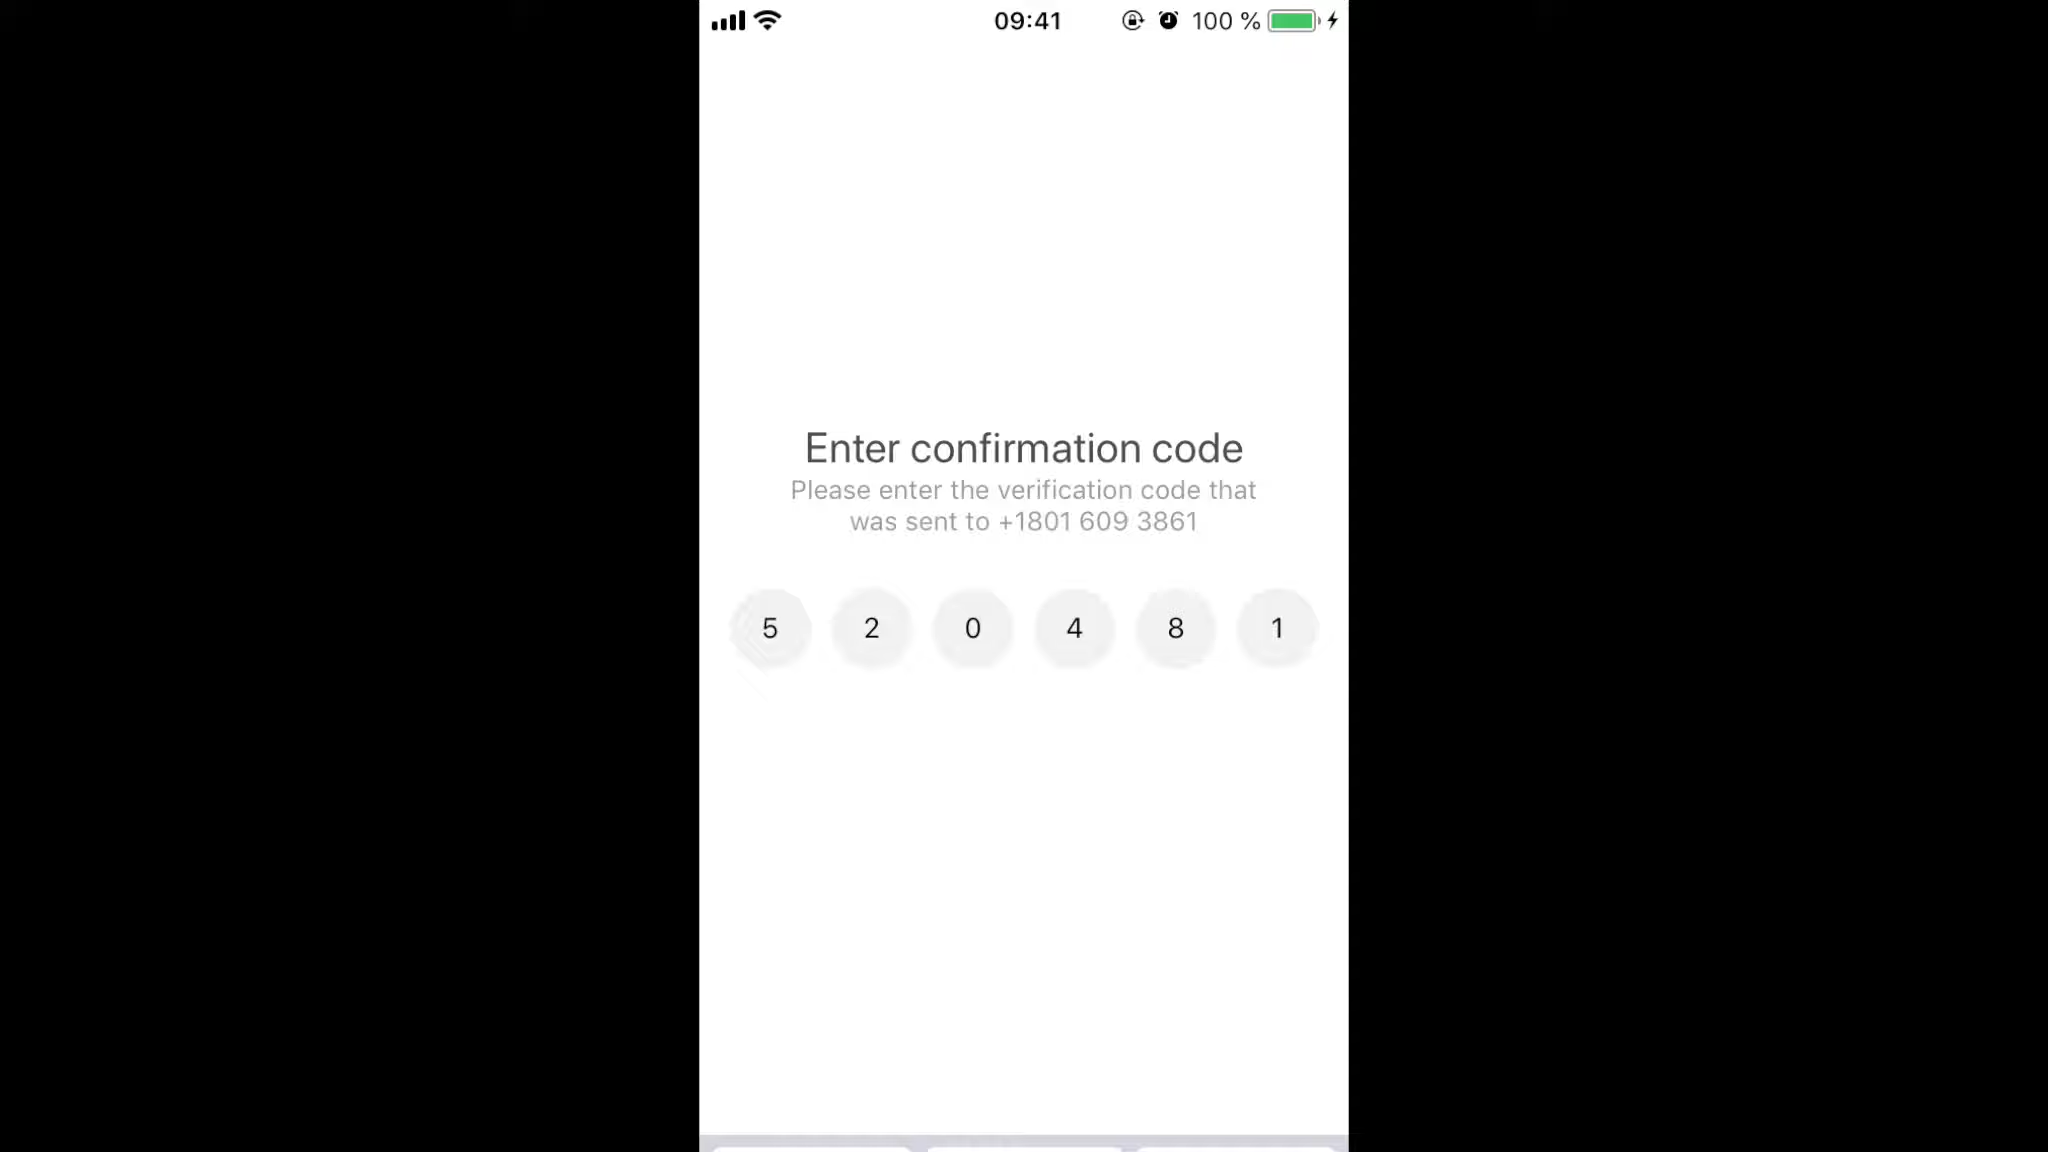 09:41 100 %
Enter confirmation code
Please enter the verification code that
was sent to +1801 609 3861
5 2 0 4 8 1